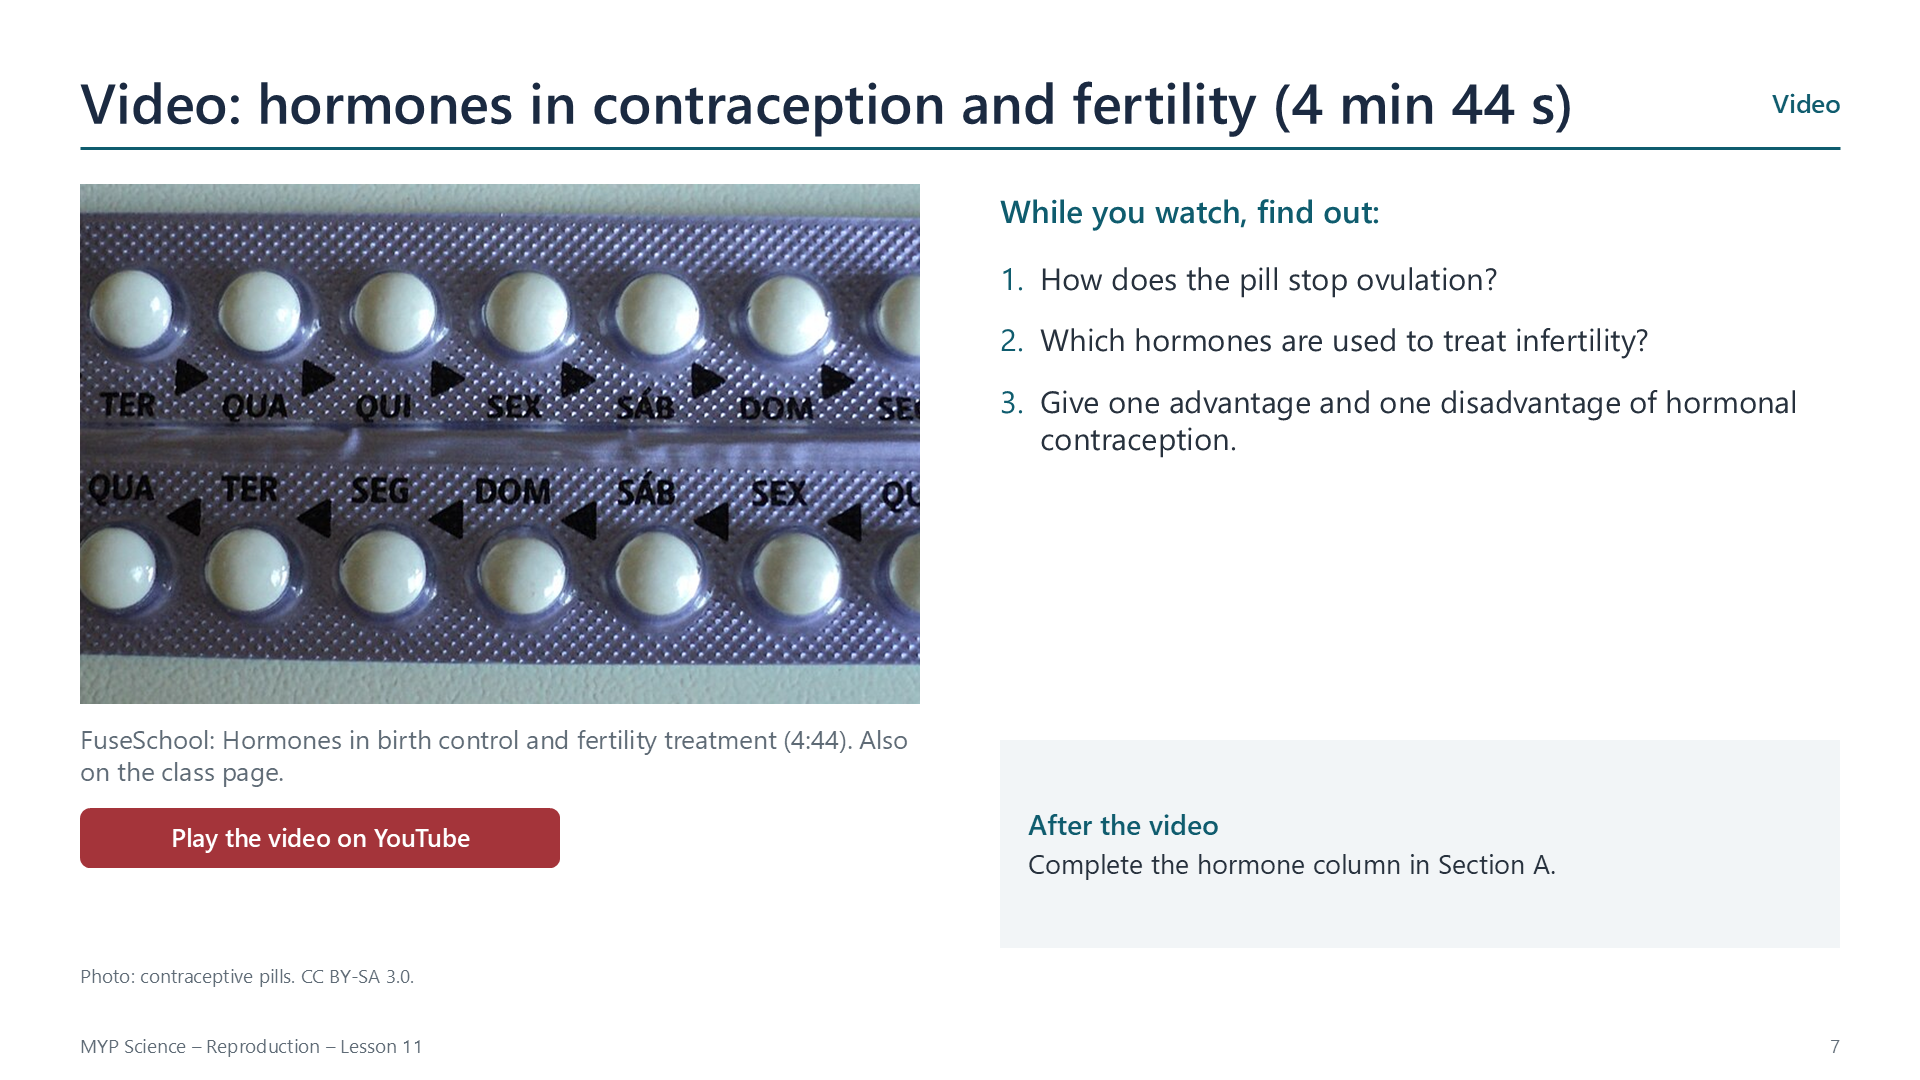 Video: hormones in contraception and fertility (4 min 44 s)
Video
TER QUA QUI SEX SÁB DOM
QUA TER SEG DOM SÁB SEX
FuseSchool: Hormones in birth control and fertility treatment (4:44). Also
on the class page.
Play the video on YouTube
Photo: contraceptive pills. CC BY-SA 3.0.
While you watch, find out:
1. How does the pill stop ovulation?
2. Which hormones are used to treat infertility?
3. Give one advantage and one disadvantage of hormonal
contraception.
After the video
Complete the hormone column in Section A.
MYP Science – Reproduction – Lesson 11
7